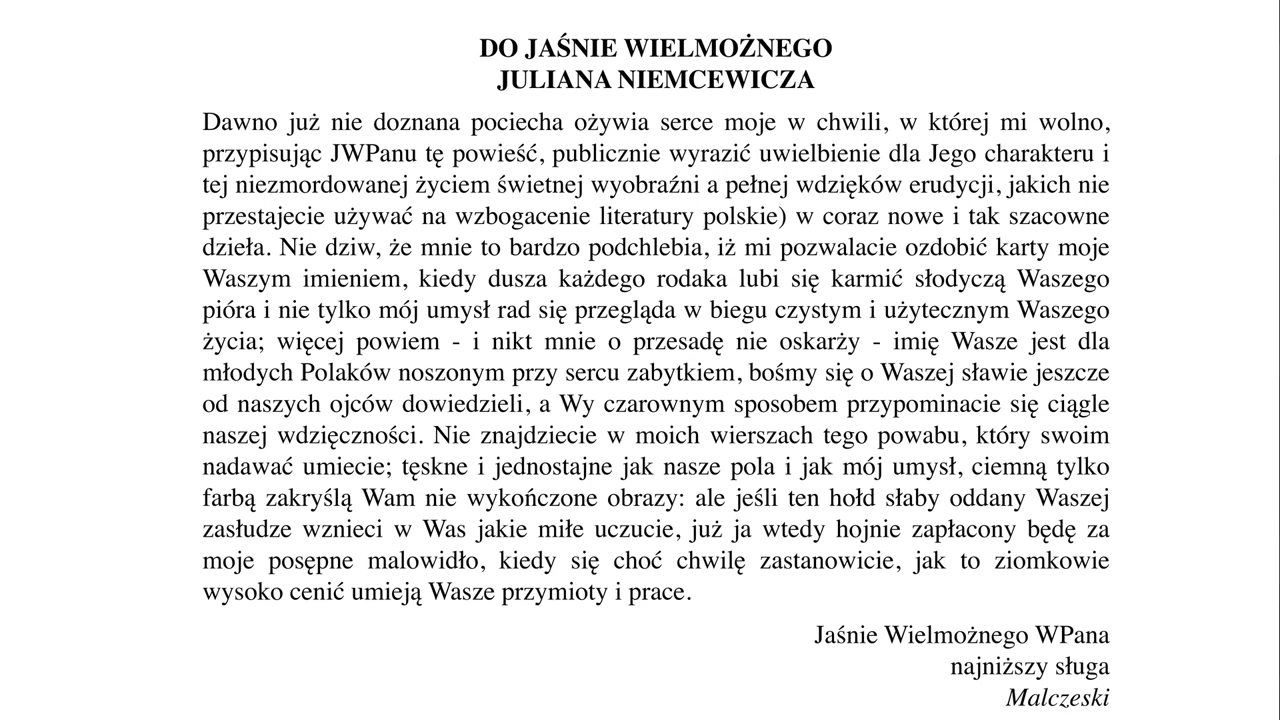 DO JAŚNIE WIELMOŻNEGO
JULIANA NIEMCEWICZA
Dawno już nie doznana pociecha ożywia serce moje w chwili, w której mi wolno,
przypisując JWPanu tę powieść, publicznie wyrazić uwielbienie dla Jego charakteru i
tej niezmordowanej życiem świetnej wyobraźni a pełnej wdzięków erudycji, jakich nie
przestajecie używać na wzbogacenie literatury polskie) w coraz nowe i tak szacowne
dzieła. Nie dziw, że mnie to bardzo podchlebia, iż mi pozwalacie ozdobić karty moje
Waszym imieniem, kiedy dusza każdego rodaka lubi się karmić słodyczą Waszego
pióra i nie tylko mój umysł rad się przegląda w biegu czystym i użytecznym Waszego
życia; więcej powiem - i nikt mnie o przesadę nie oskarży - imię Wasze jest dla
młodych Polaków noszonym przy sercu zabytkiem, bośmy się o Waszej sławie jeszcze
od naszych ojców dowiedzieli, a Wy czarownym sposobem przypominacie się ciągle
naszej wdzięczności. Nie znajdziecie w moich wierszach tego powabu, który swoim
nadawać umiecie; tęskne i jednostajne jak nasze pola i jak mój umysł, ciemną tylko
farbą zakryślą Wam nie wykończone obrazy: ale jeśli ten hołd słaby oddany Waszej
zasłudze wznieci w Was jakie miłe uczucie, już ja wtedy hojnie zapłacony będę za
moje posępne malowidło, kiedy się choć chwilę zastanowicie, jak to ziomkowie
wysoko cenić umieją Wasze przymioty i prace.
Jaśnie Wielmożnego WPana
najniższy sługa
Malczeski